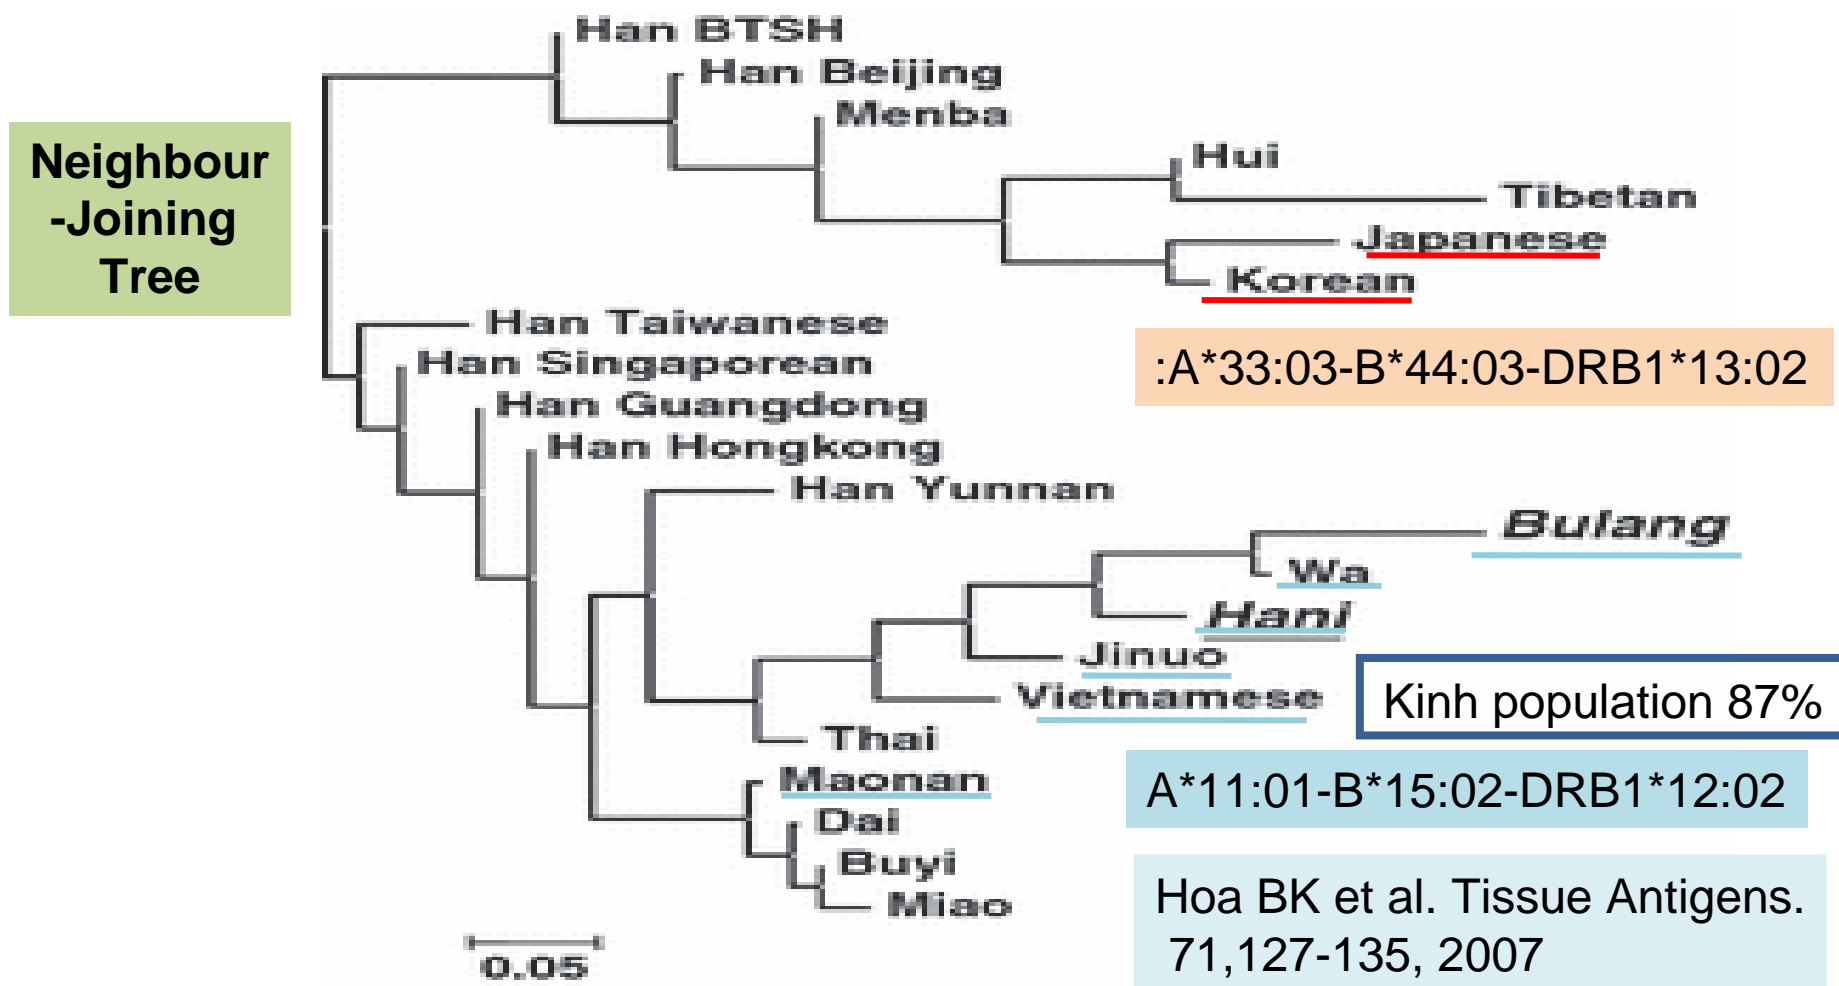 Neighbour
-Joining
Tree
Han BTSH
Han Beijing
Menba
Hui
Tibetan
Japanese
Korean
Han Taiwanese
Han Singaporean
:A*33:03-B*44:03-DRB1*13:02
Han Guangdong
Han Hongkong
Han Yunnan
Bulang
Wa
Hani
Jinuo
Vietnamese
Kinh population 87%
Thai
Maonan
A*11:01-B*15:02-DRB1*12:02
Dai
Buyi
Miao
Hoa BK et al. Tissue Antigens.
71,127-135, 2007
0.05